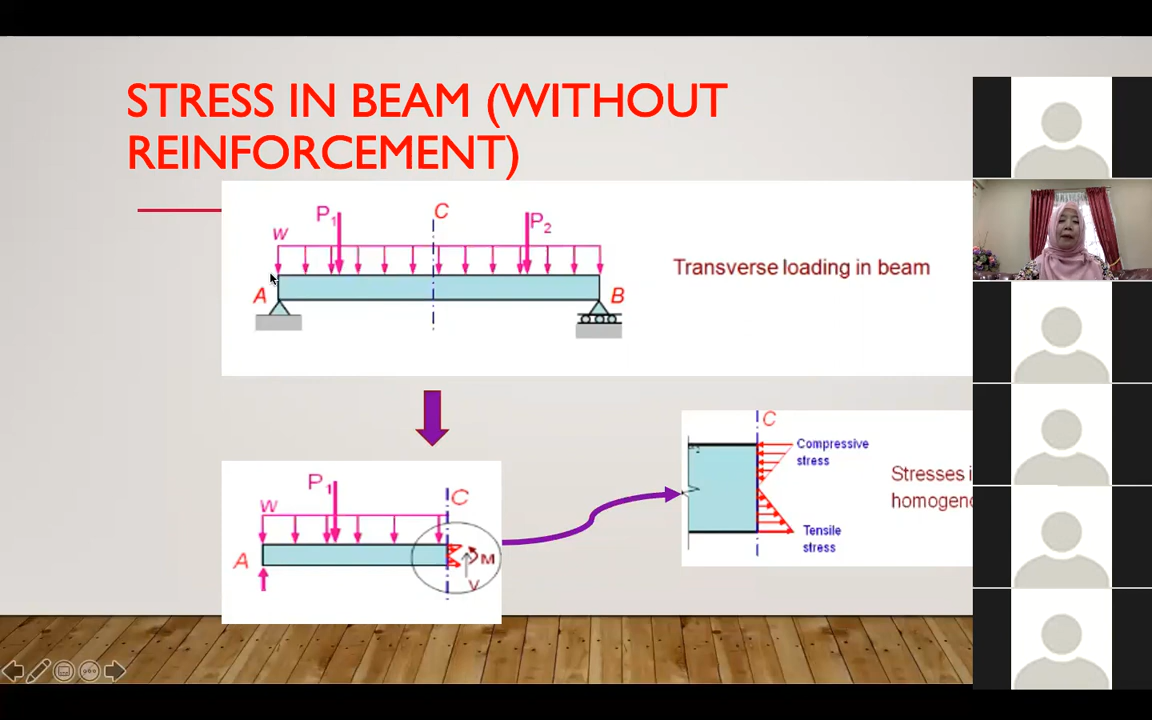 STRESS IN BEAM (WITHOUT
REINFORCEMENT)
P1
C
P2
w
A
B
Transverse loading in beam
P1
C
w
A
M
V
C
Compressive
stress
Tensile
stress
Stresses i
homogen